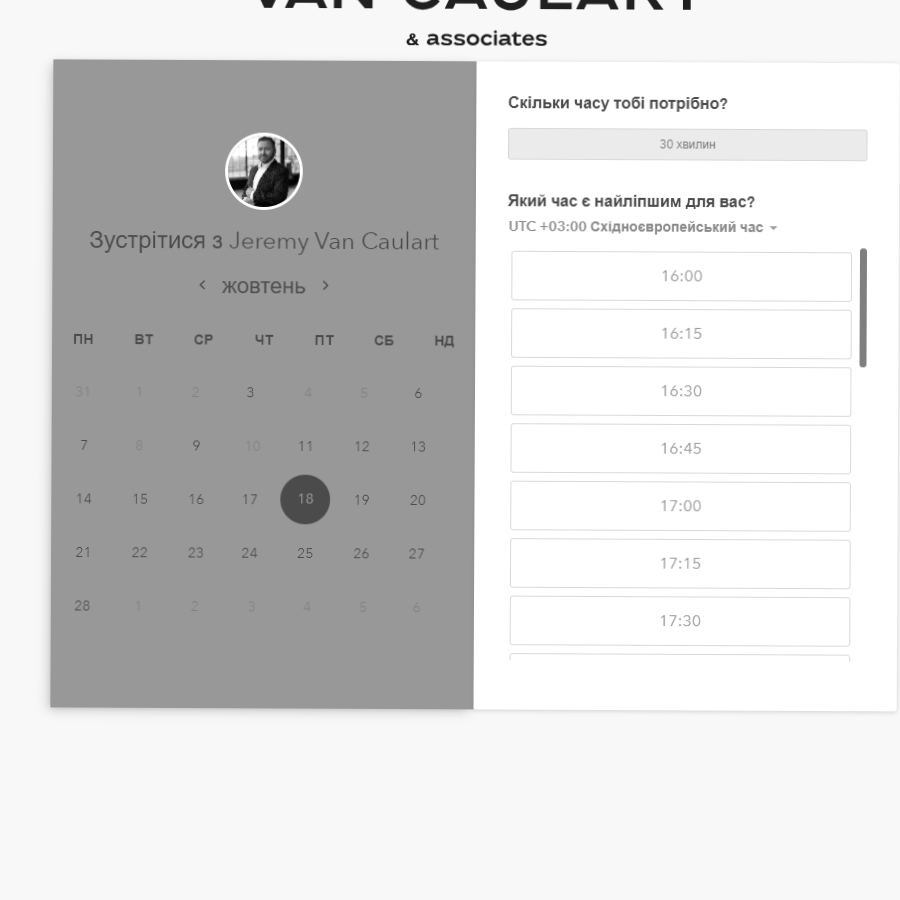 VAN CAULART
& associates
Зустрітися з Jeremy Van Caulart
жовтень
ПН ВТ СР ЧТ ПТ СБ НД
31 1 2 3 4 5 6
7 8 9 10 11 12 13
14 15 16 17 18 19 20
21 22 23 24 25 26 27
28 1 2 3 4 5 6
Скільки часу тобі потрібно?
30 хвилин
Який час є найліпшим для вас?
UTC +03:00 Східноєвропейський час
16:00
16:15
16:30
16:45
17:00
17:15
17:30